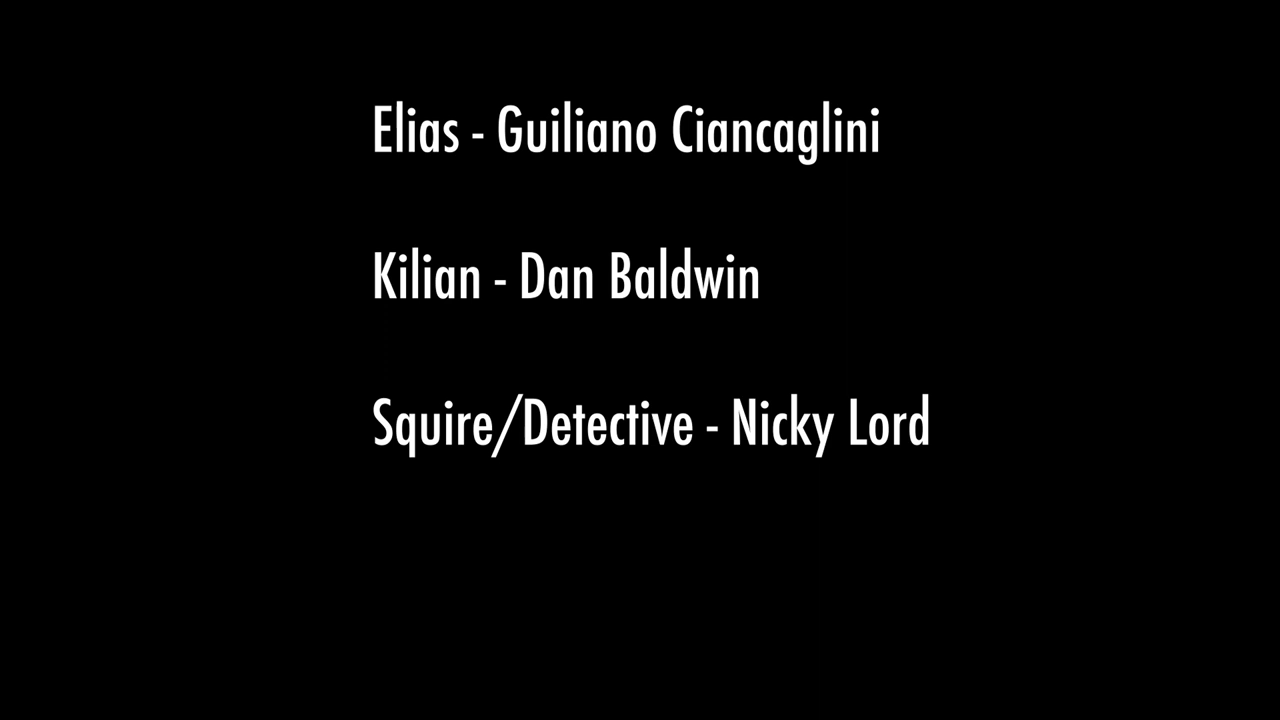 Elias - Guiliano Ciancaglini
Kilian - Dan Baldwin
Squire/Detective - Nicky Lord